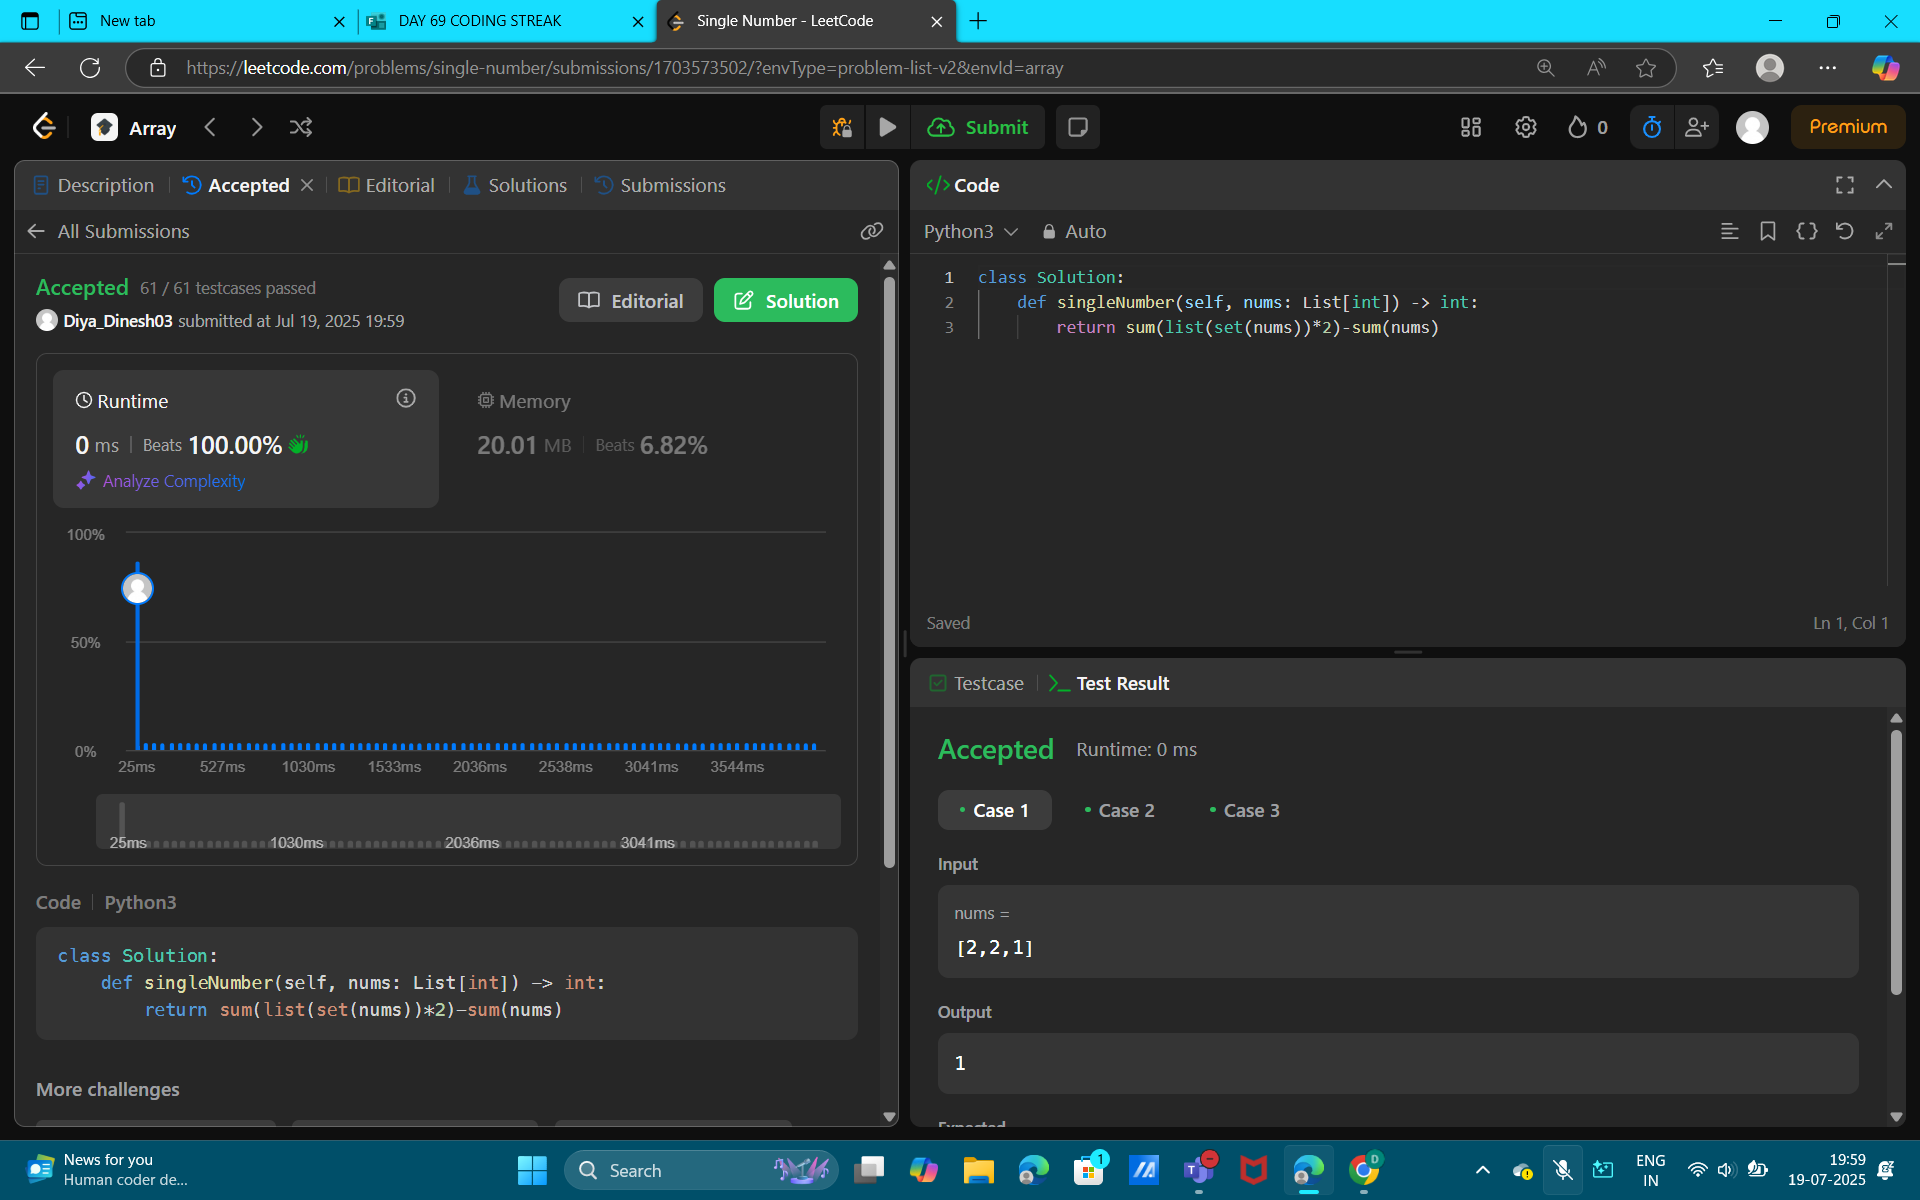 New tab
DAY 69 CODING STREAK
Single Number - LeetCode
https://leetcode.com/problems/single-number/submissions/1703573502/?envType=problem-list-v2&envId=array
Array
Submit
0
Premium
Description
Accepted
Editorial
Solutions
Submissions
All Submissions
Accepted 61 / 61 testcases passed
Diya_Dinesh03 submitted at Jul 19, 2025 19:59
Editorial
Solution
Runtime
0 ms | Beats 100.00%
Analyze Complexity
Memory
20.01 MB | Beats 6.82%
100%
50%
0%
25ms 527ms 1030ms 1533ms 2036ms 2538ms 3041ms 3544ms
25ms 1030ms 2036ms 3041ms
Code | Python3
class Solution:
    def singleNumber(self, nums: List[int]) -> int:
        return sum(list(set(nums))*2)-sum(nums)
More challenges
</> Code
Python3
Auto
1 class Solution:
2     def singleNumber(self, nums: List[int]) -> int:
3         return sum(list(set(nums))*2)-sum(nums)
Saved
Ln 1, Col 1
Testcase
>_ Test Result
Accepted Runtime: 0 ms
• Case 1
• Case 2
• Case 3
Input
nums =
[2,2,1]
Output
1
News for you
Human coder de...
Search
1
D
ENG
IN
19:59
19-07-2025